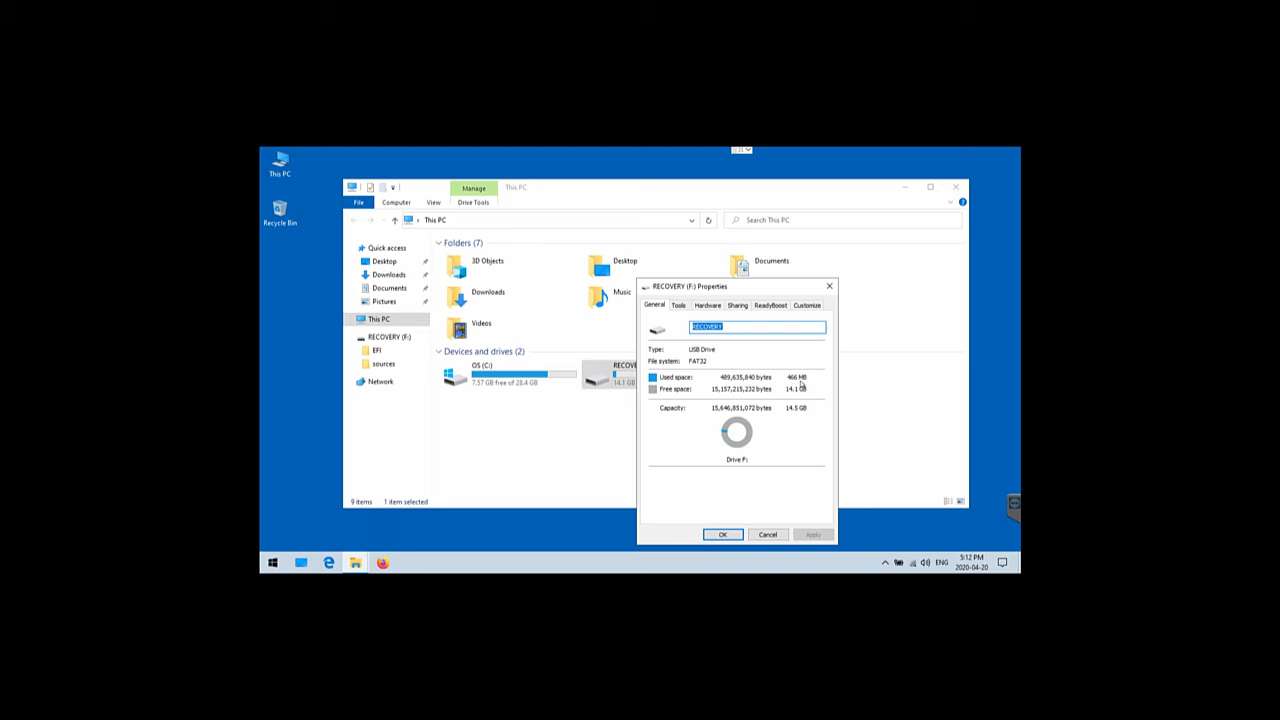 This PC
Recycle Bin
Manage
This PC
File
Computer
View
Drive Tools
This PC
Search This PC
Quick access
Desktop
Downloads
Documents
Pictures
This PC
RECOVERY (F:)
EFI
sources
Network
Folders (7)
3D Objects
Desktop
Documents
Downloads
Music
Videos
Devices and drives (2)
OS (C:)
7.57 GB free of 28.4 GB
RECOVE
14.1 GB
9 items
1 item selected
RECOVERY (F:) Properties
General
Tools
Hardware
Sharing
ReadyBoost
Customize
RECOVERY
Type: USB Drive
File system: FAT32
Used space: 489,635,840 bytes 466 MB
Free space: 15,157,215,232 bytes 14.1 GB
Capacity: 15,646,851,072 bytes 14.5 GB
Drive F:
OK
Cancel
Apply
ENG
5:12 PM
2020-04-20